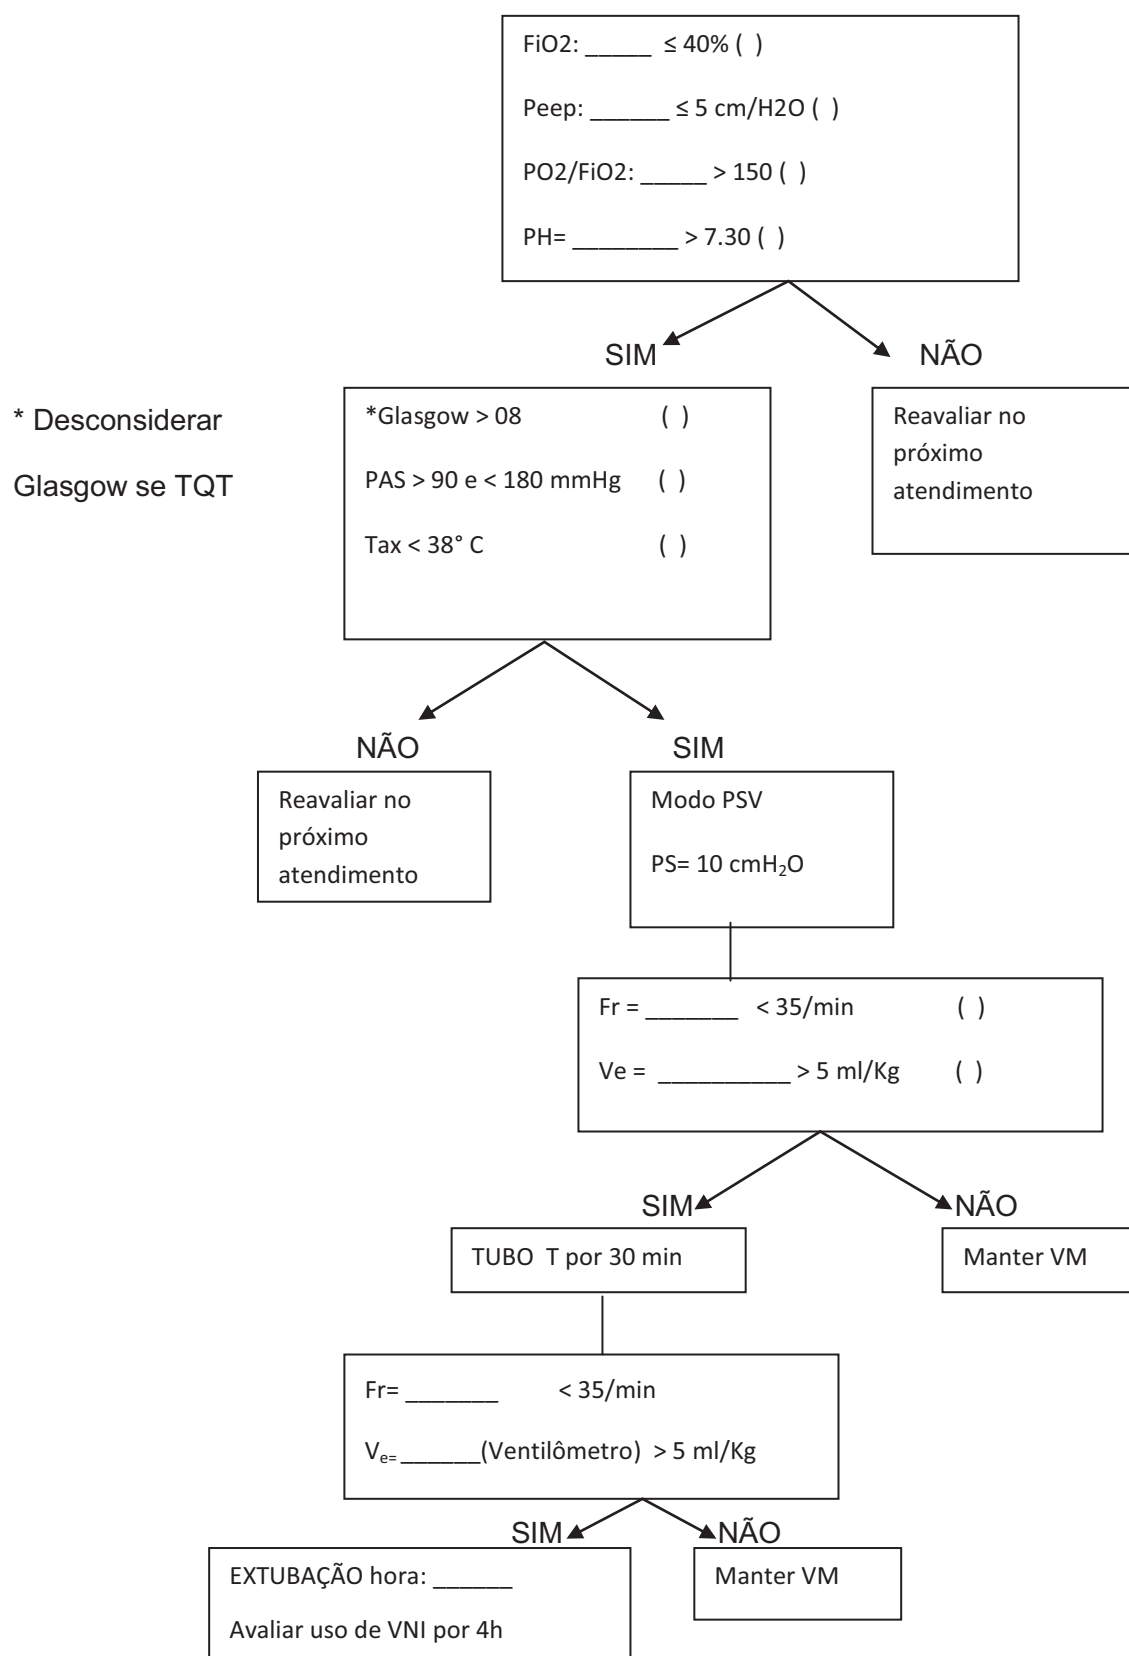 FiO2: _____ ≤ 40% ( )
Peep: ______ ≤ 5 cm/H2O ( )
PO2/FiO2: _____ > 150 ( )
PH= ________ > 7.30 ( )
SIM
NÃO
* Desconsiderar
Glasgow se TQT
*Glasgow > 08 ( )
PAS > 90 e < 180 mmHg ( )
Tax < 38° C ( )
Reavaliar no
próximo
atendimento
NÃO
SIM
Reavaliar no
próximo
atendimento
Modo PSV
PS= 10 cmH₂O
Fr = _______ < 35/min ( )
Ve = __________ > 5 ml/Kg ( )
SIM
NÃO
TUBO T por 30 min
Manter VM
Fr= _______ < 35/min
Vₑ₌ ______(Ventilômetro) > 5 ml/Kg
SIM
NÃO
EXTUBAÇÃO hora: ______
Avaliar uso de VNI por 4h
Manter VM